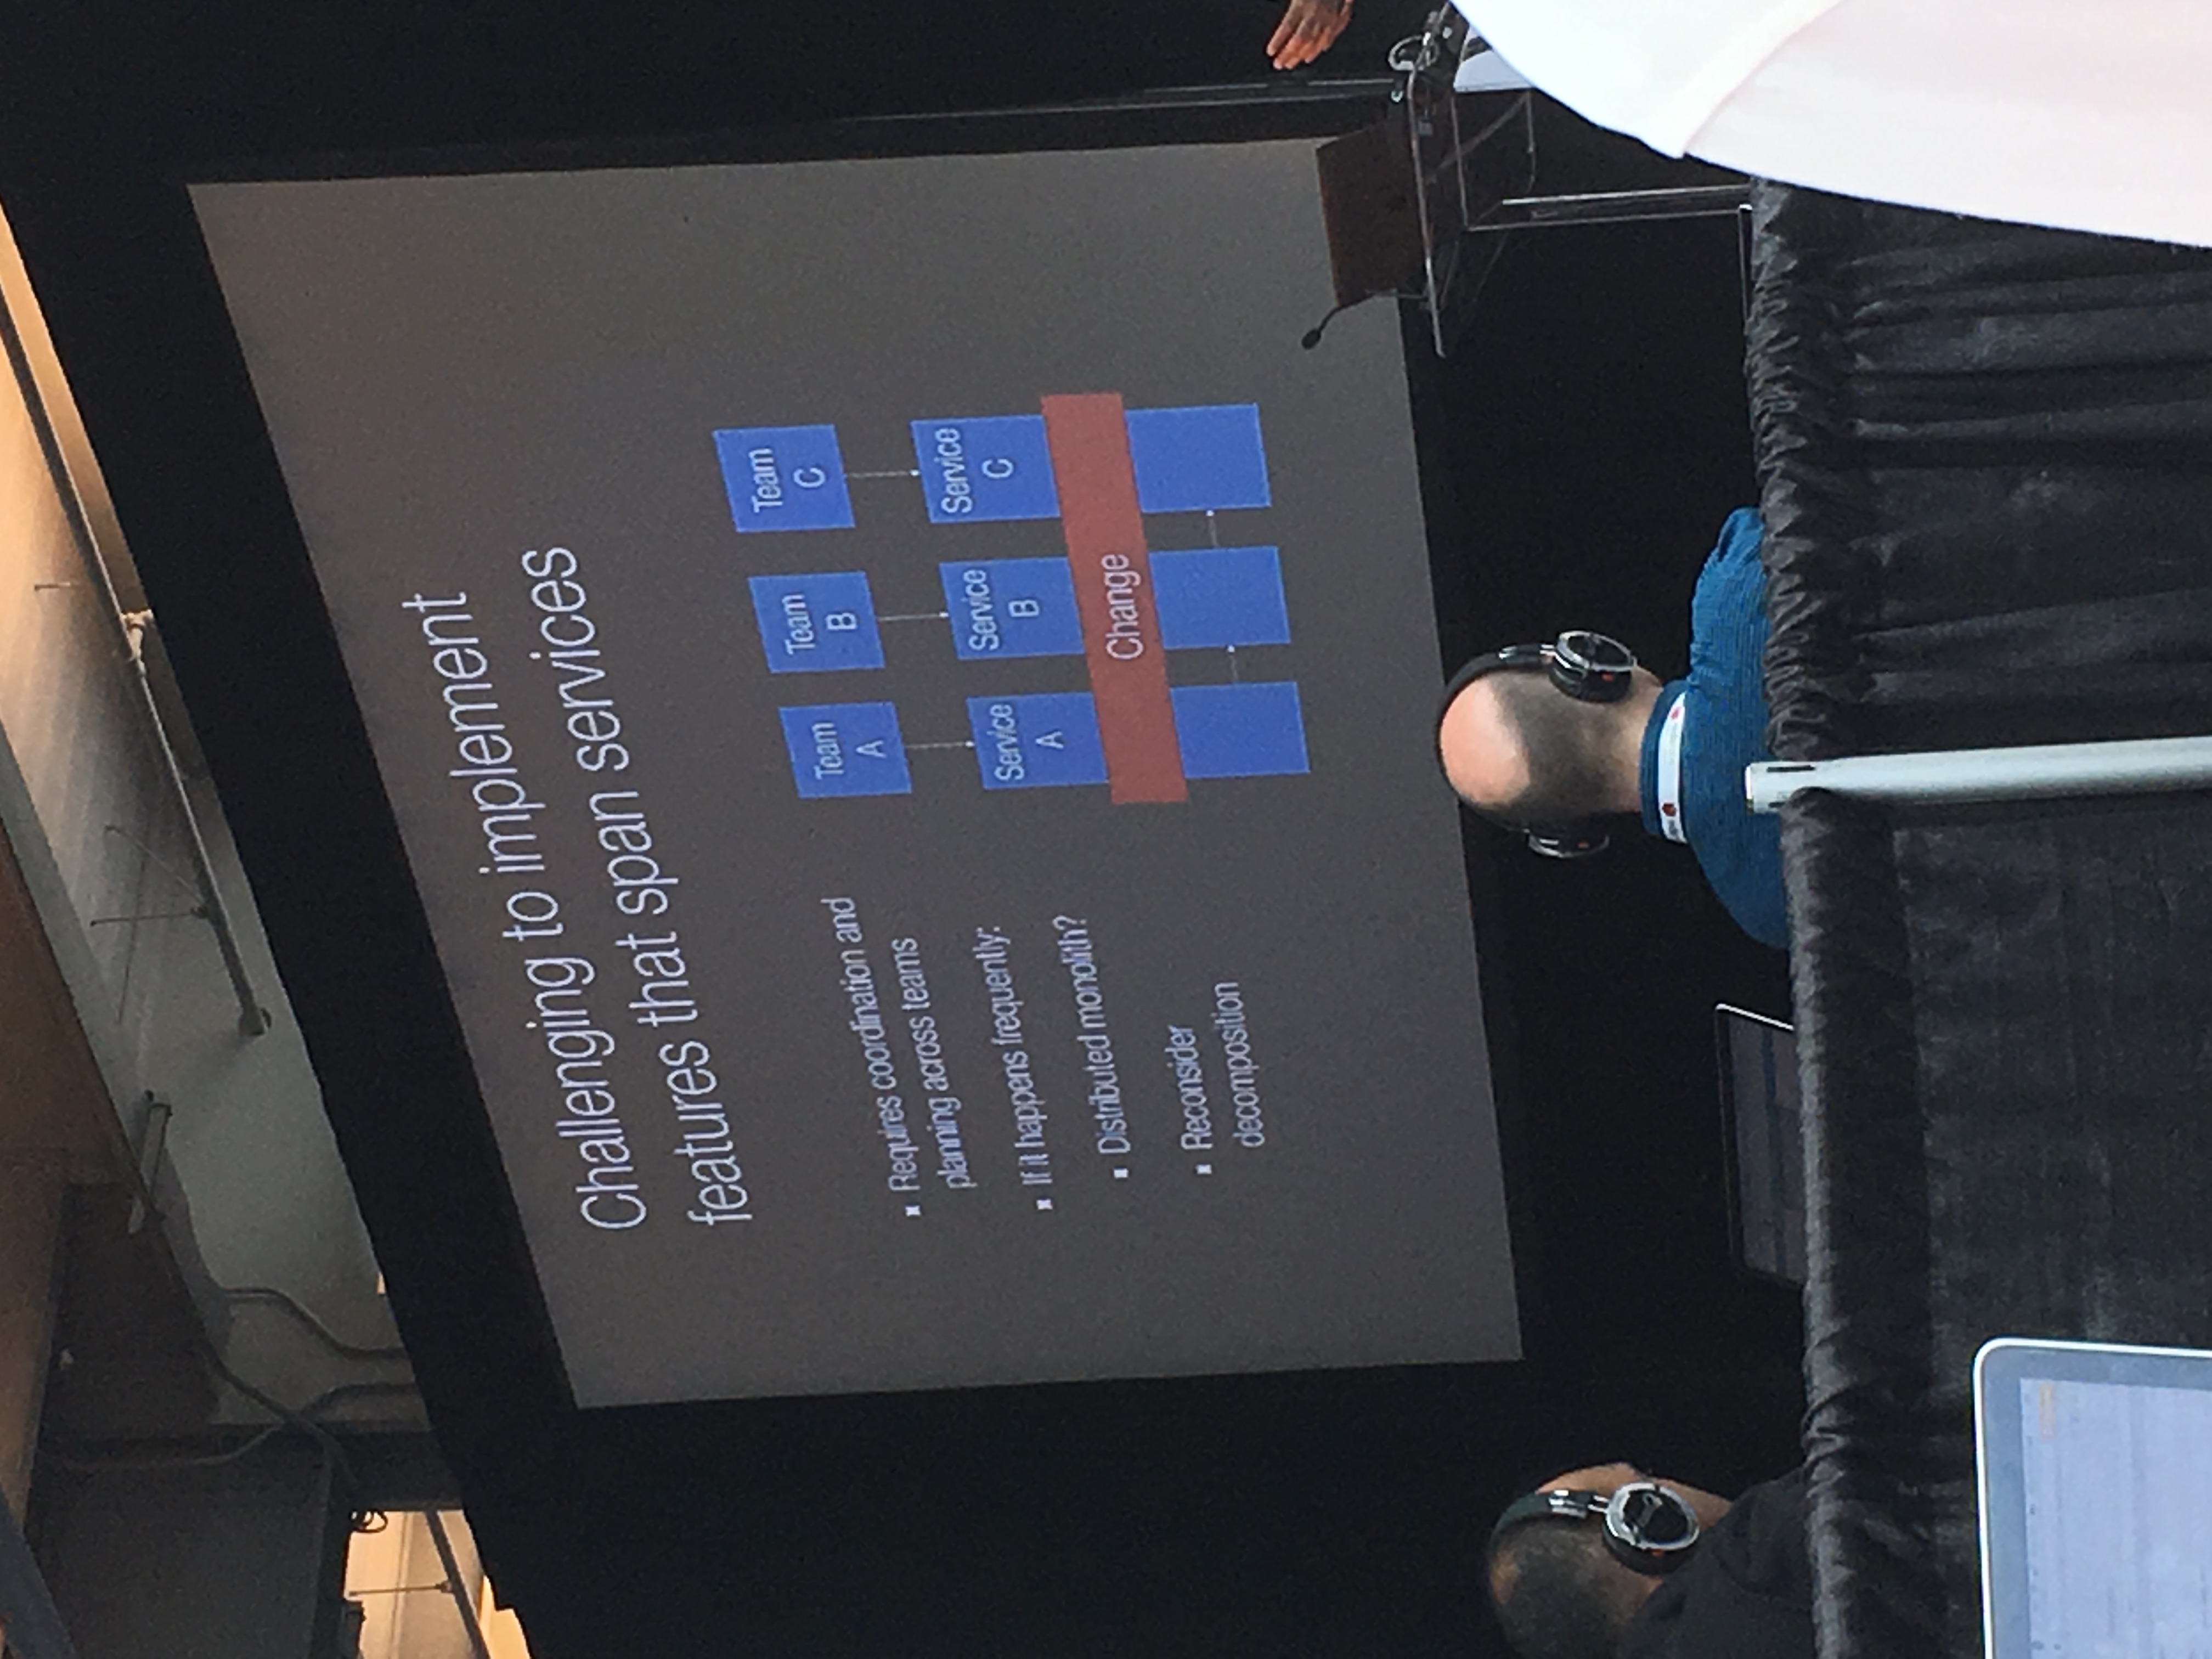 Challenging to implement
features that span services
▪ Requires coordination and
planning across teams
▪ If it happens frequently:
▪ Distributed monolith?
▪ Reconsider
decomposition
Team
A
Team
B
Team
C
Service
A
Service
B
Service
C
Change